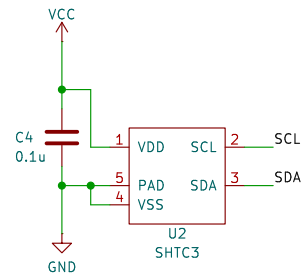 VCC
C4
0.1u
1 VDD SCL 2 SCL
5 PAD SDA 3 SDA
4 VSS
U2
SHTC3
GND